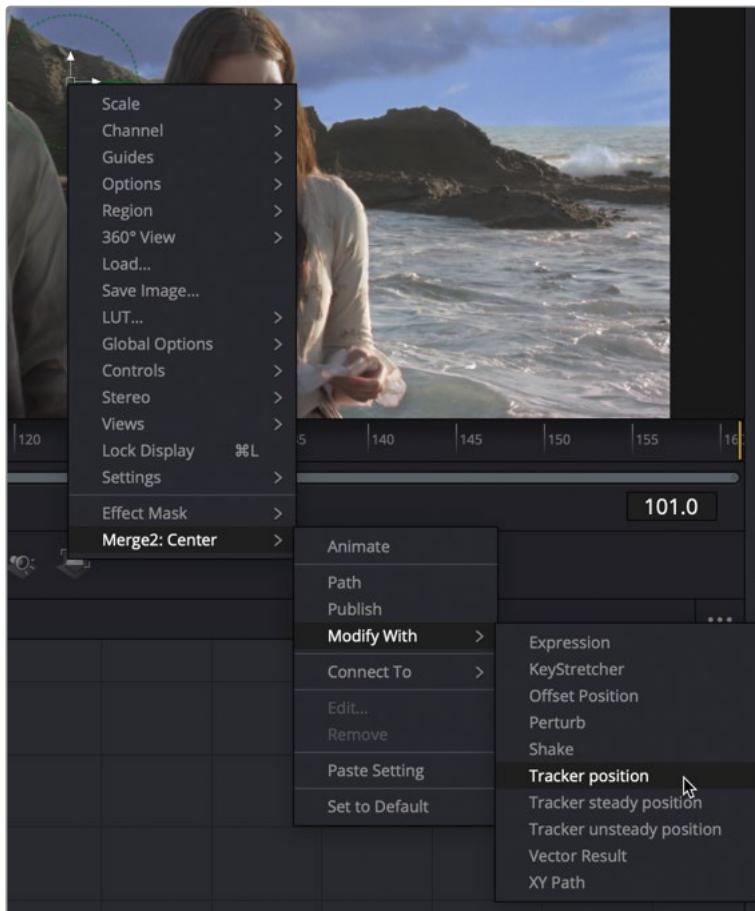 Scale
Channel
Guides
Options
Region
360° View
Load...
Save Image...
LUT...
Global Options
Controls
Stereo
Views
Lock Display ⌘L
Settings
Effect Mask
Merge2: Center
120
140
145
150
155
101.0
Animate
Path
Publish
Modify With
Connect To
Edit...
Remove
Paste Setting
Set to Default
Expression
KeyStretcher
Offset Position
Perturb
Shake
Tracker position
Tracker steady position
Tracker unsteady position
Vector Result
XY Path